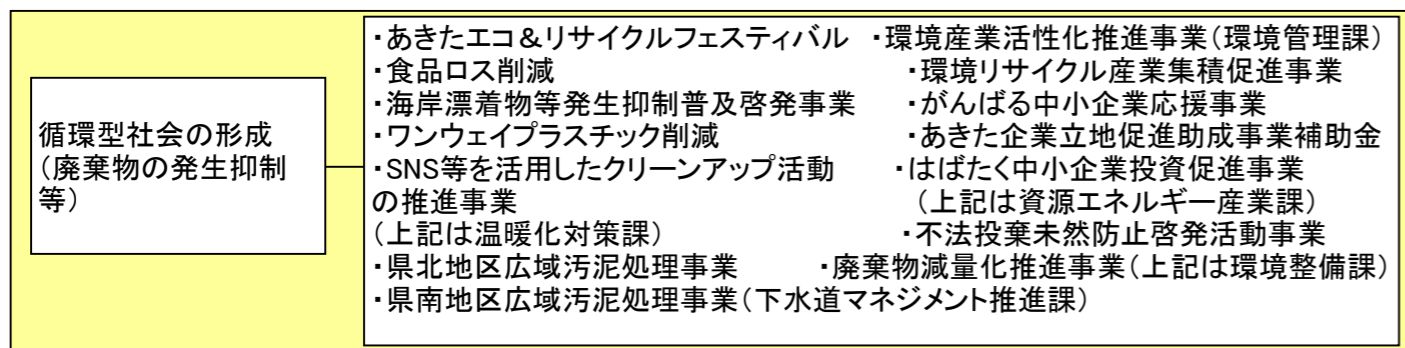 循環型社会の形成
(廃棄物の発生抑制
等)
・あきたエコ&リサイクルフェスティバル ・環境産業活性化推進事業(環境管理課)
・食品ロス削減 ・環境リサイクル産業集積促進事業
・海岸漂着物等発生抑制普及啓発事業 ・がんばる中小企業応援事業
・ワンウェイプラスチック削減 ・あきた企業立地促進助成事業補助金
・SNS等を活用したクリーンアップ活動 ・はばたく中小企業投資促進事業
の推進事業 (上記は資源エネルギー産業課)
(上記は温暖化対策課) ・不法投棄未然防止啓発活動事業
・県北地区広域汚泥処理事業 ・廃棄物減量化推進事業(上記は環境整備課)
・県南地区広域汚泥処理事業(下水道マネジメント推進課)